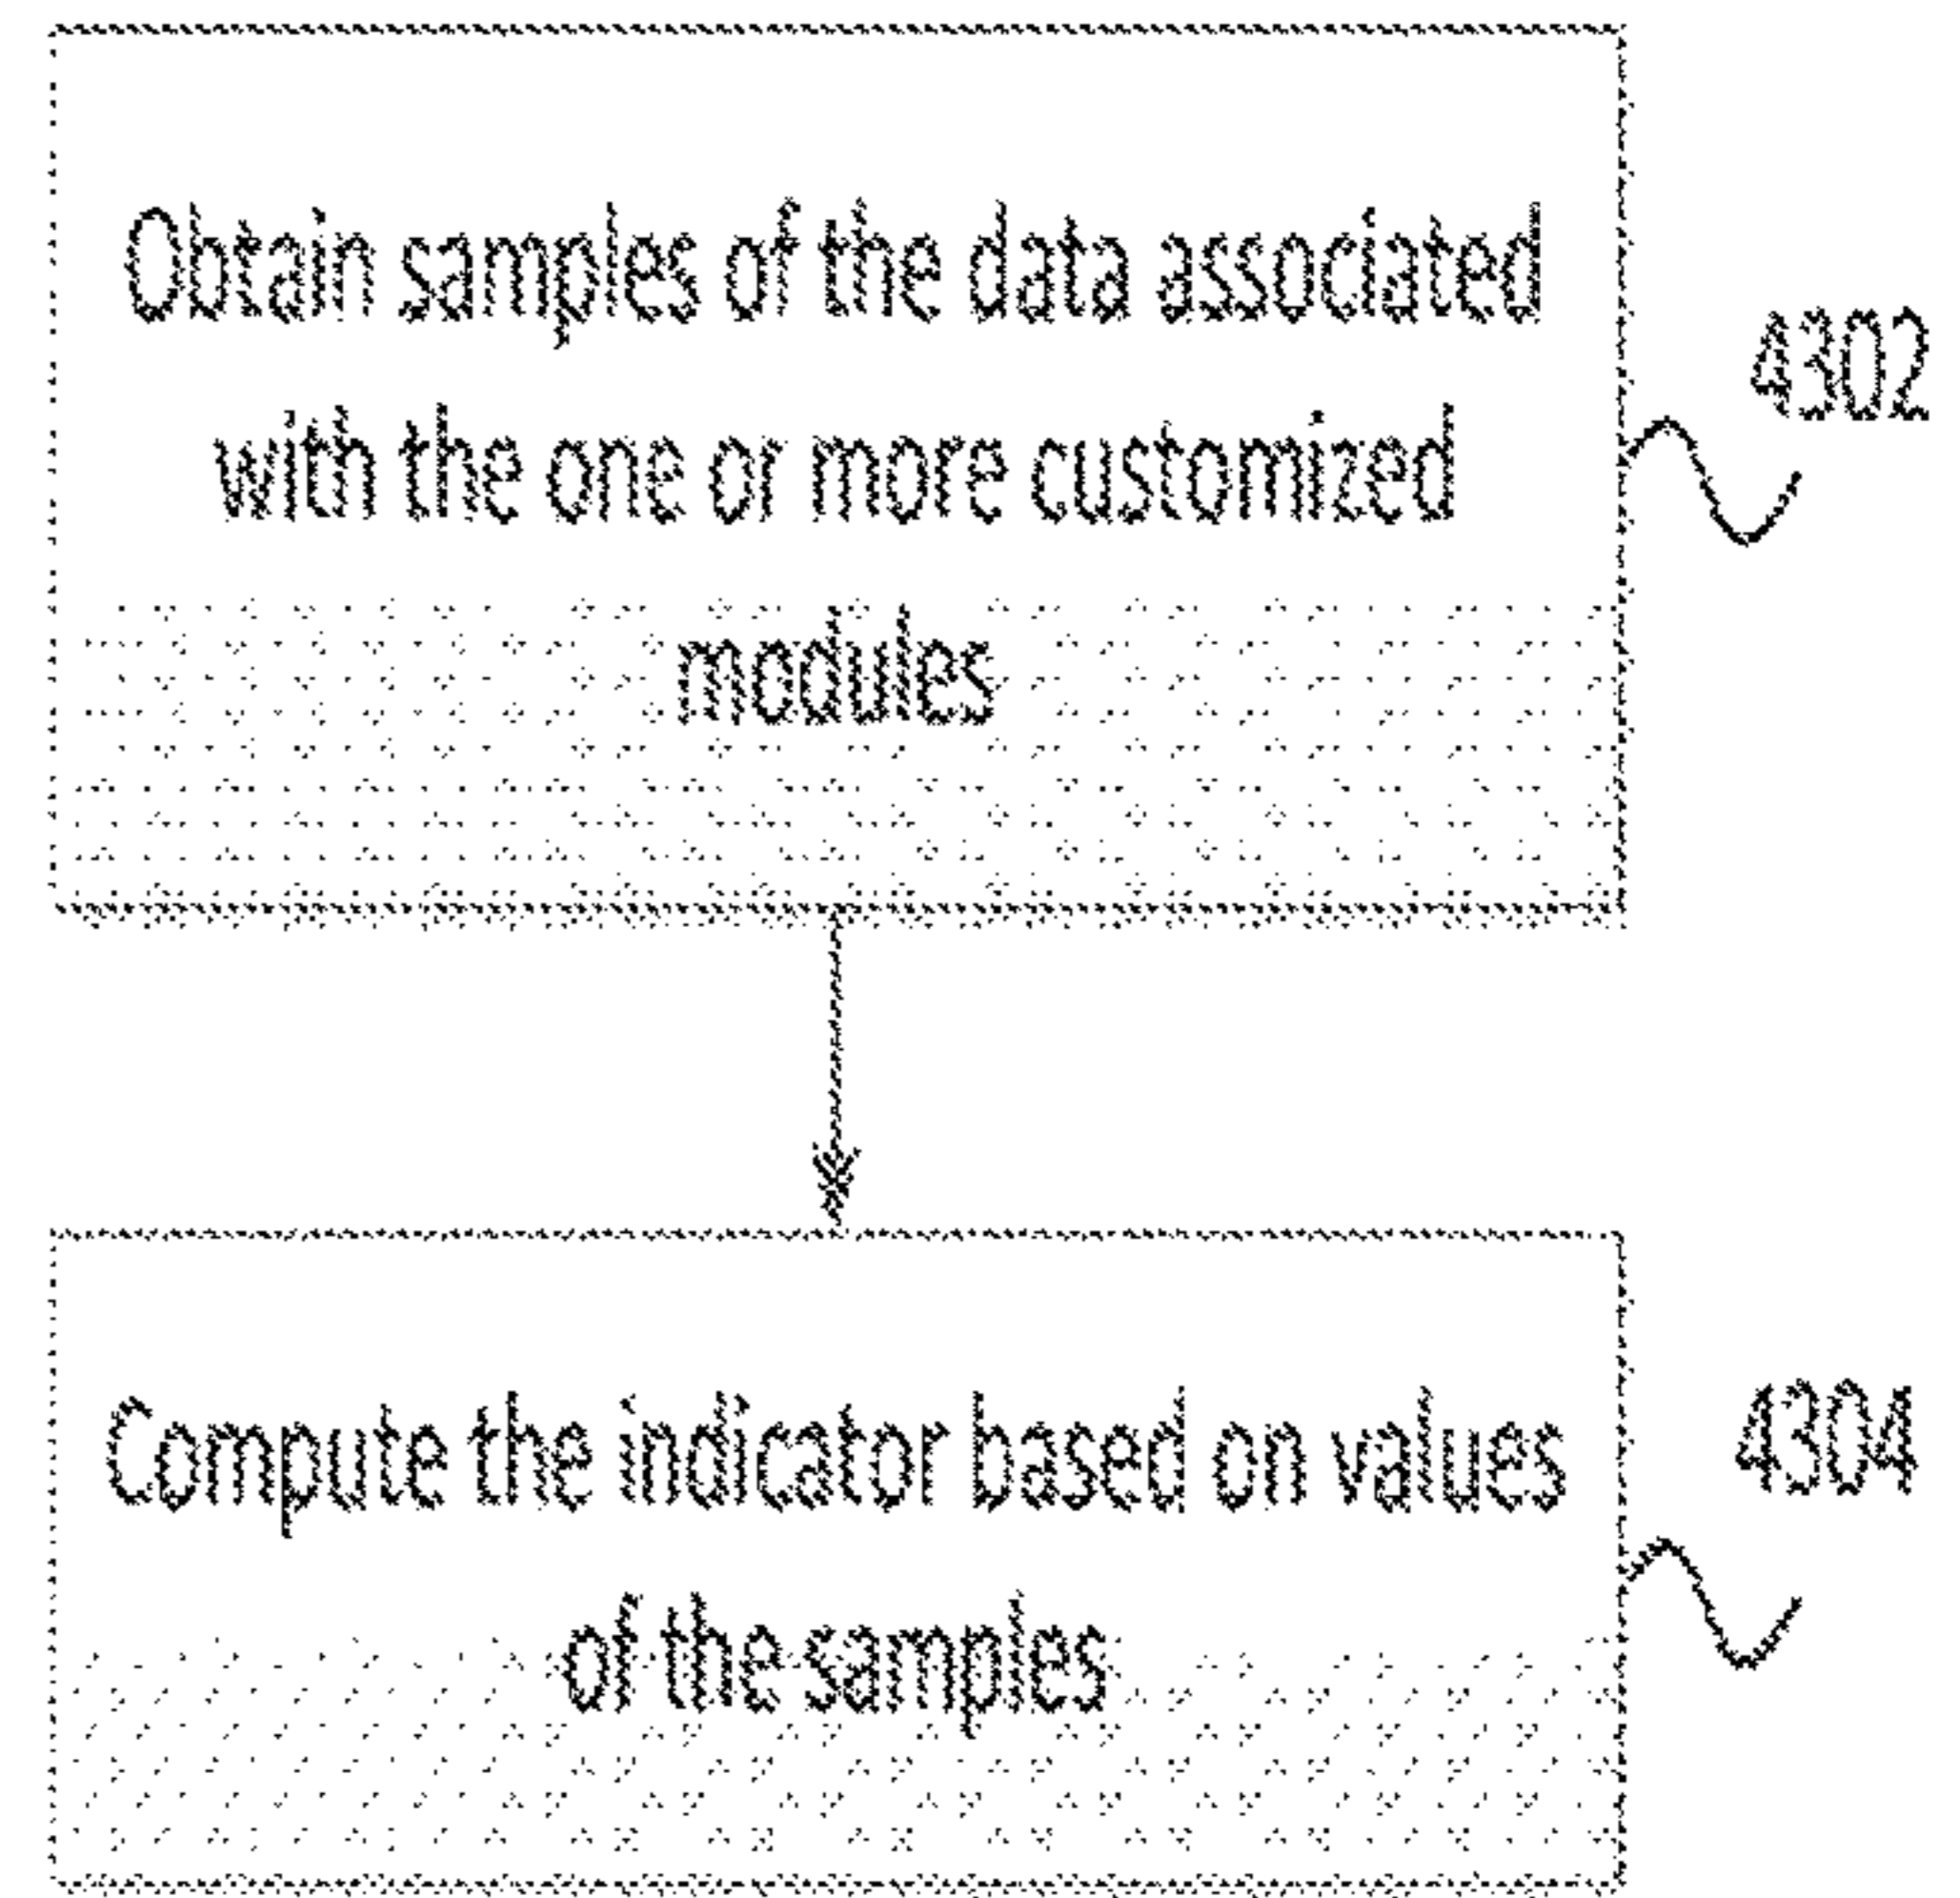 Obtain samples of the data associated
with the one or more customized
modules
4302
Compute the indicator based on values
of the samples
4304